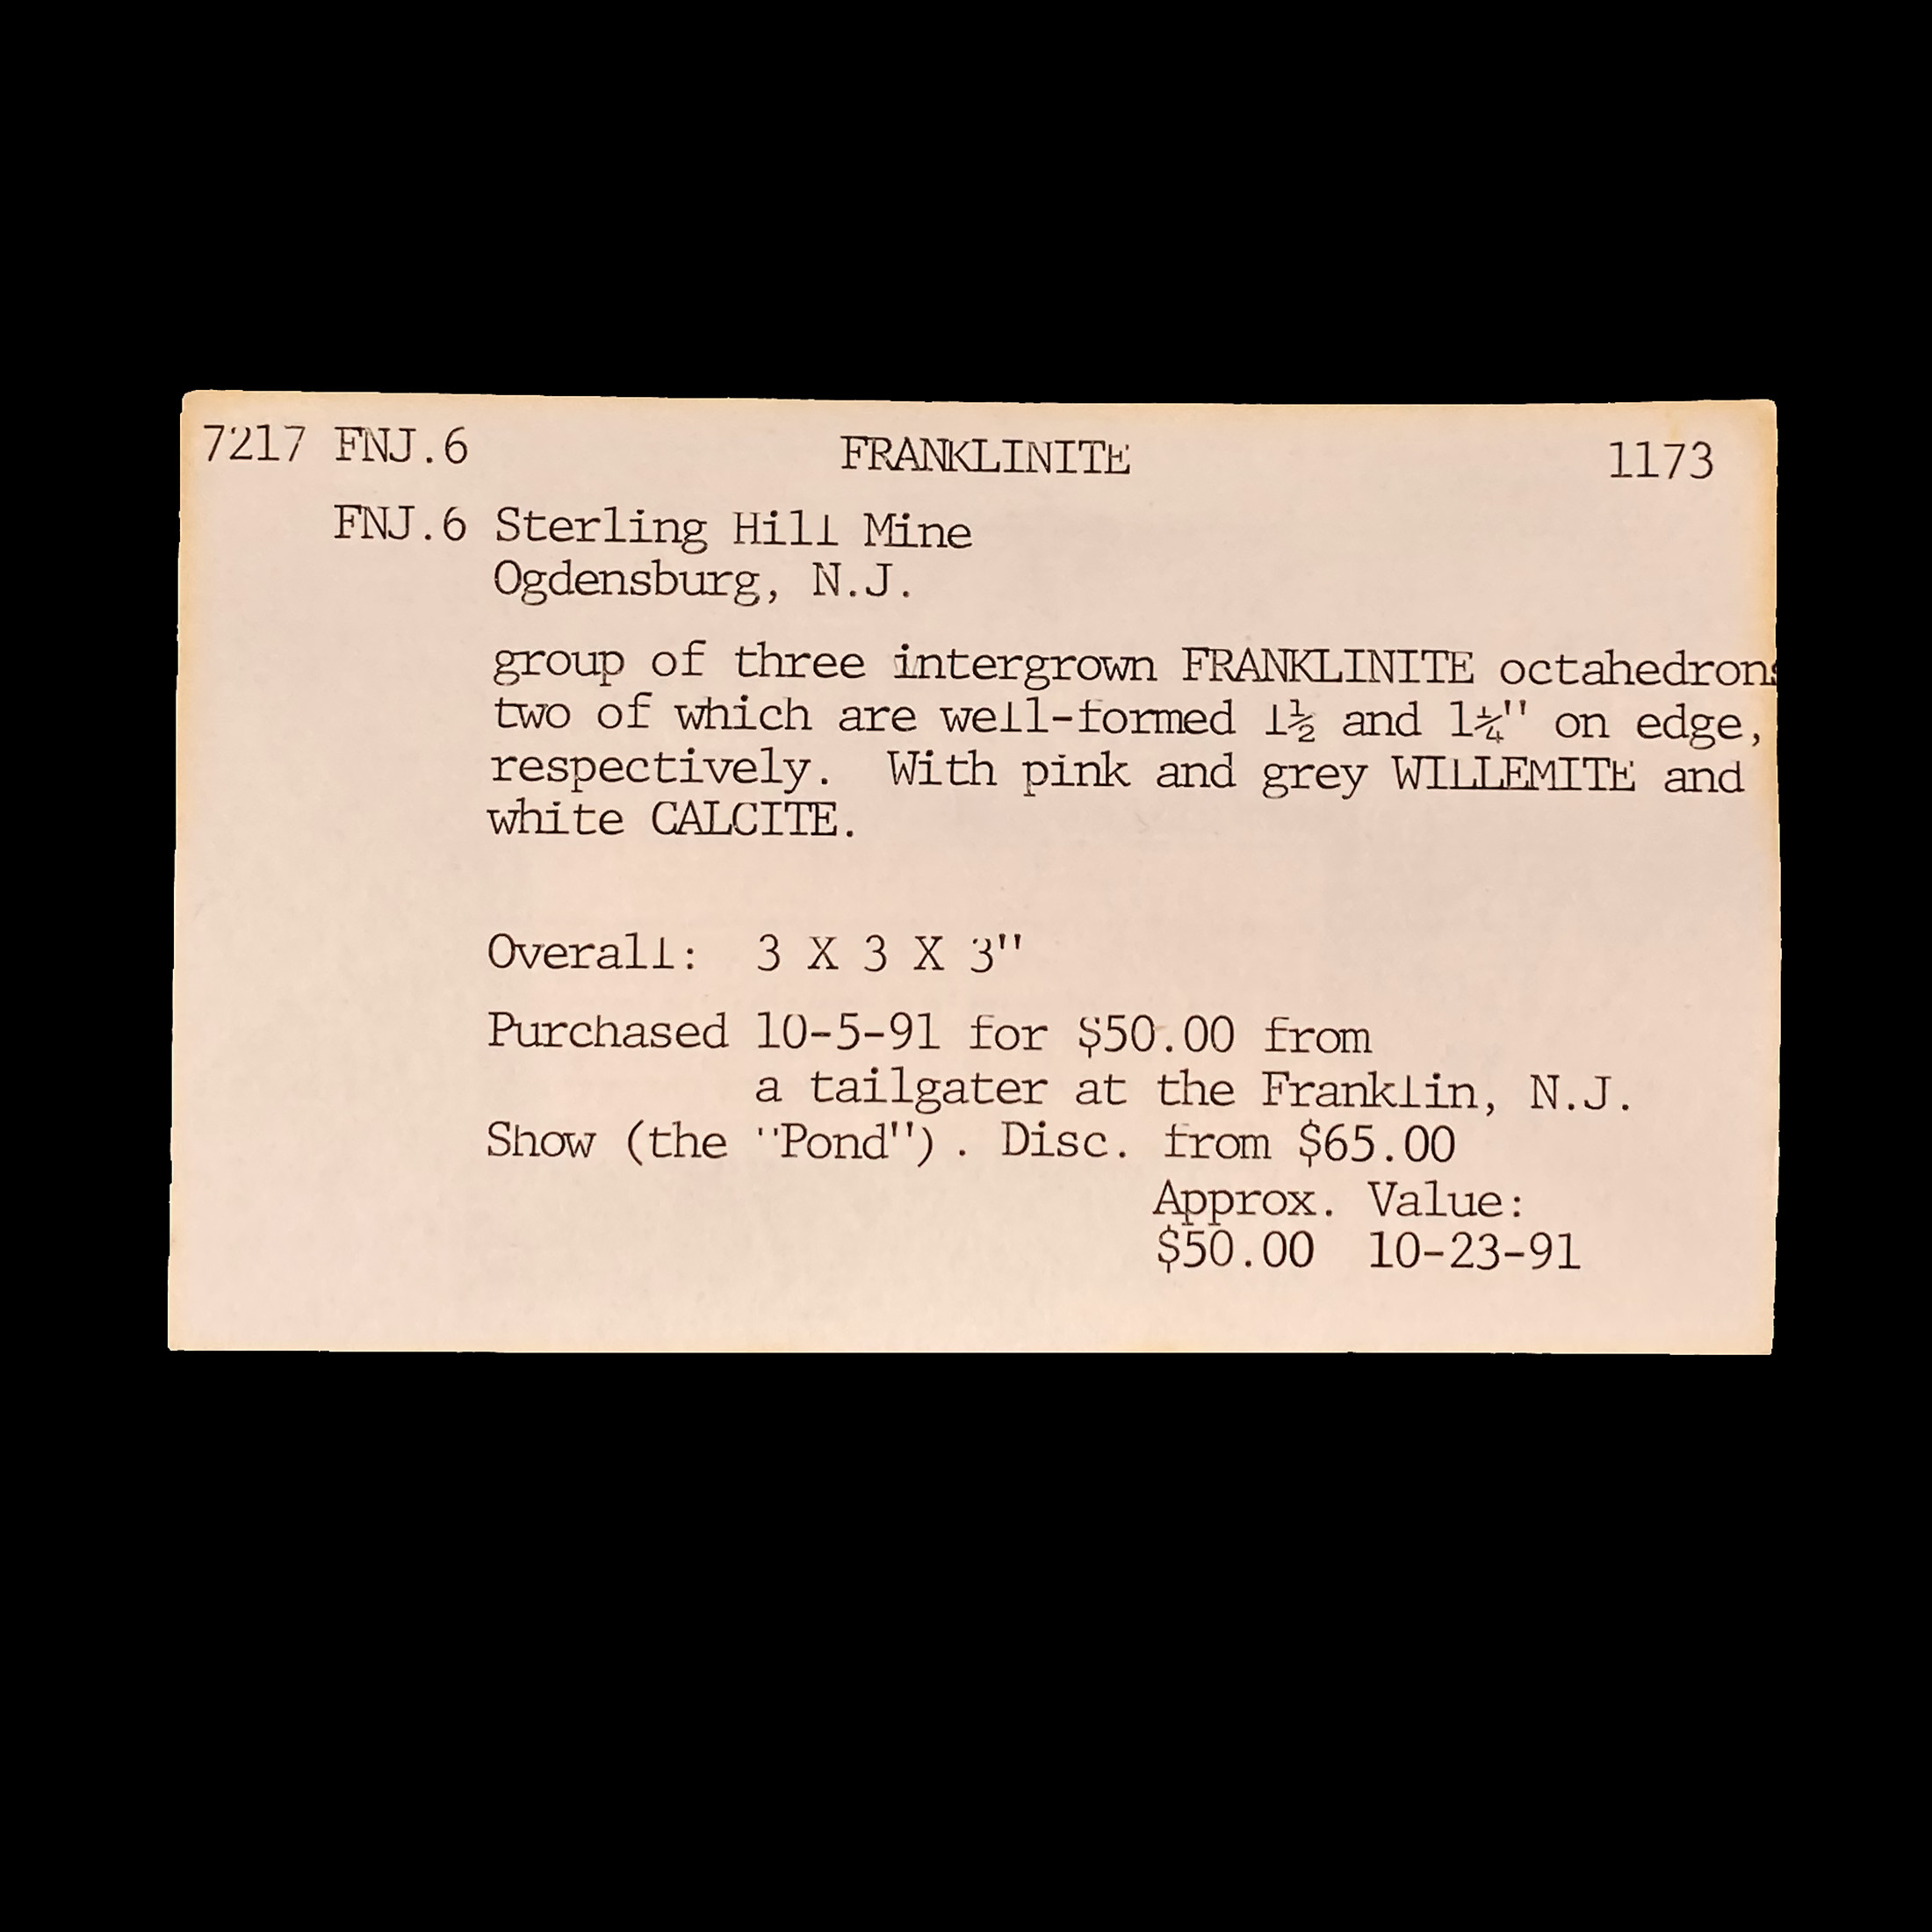 7217 FNJ.6 FRANKLINITE 1173
FNJ.6 Sterling Hill Mine
Ogdensburg, N.J.
group of three intergrown FRANKLINITE octahedrons
two of which are well-formed 1½ and 1¼" on edge,
respectively. With pink and grey WILLEMITE and
white CALCITE.
Overall: 3 X 3 X 3"
Purchased 10-5-91 for $50.00 from
a tailgater at the Franklin, N.J.
Show (the "Pond"). Disc. from $65.00
Approx. Value:
$50.00 10-23-91